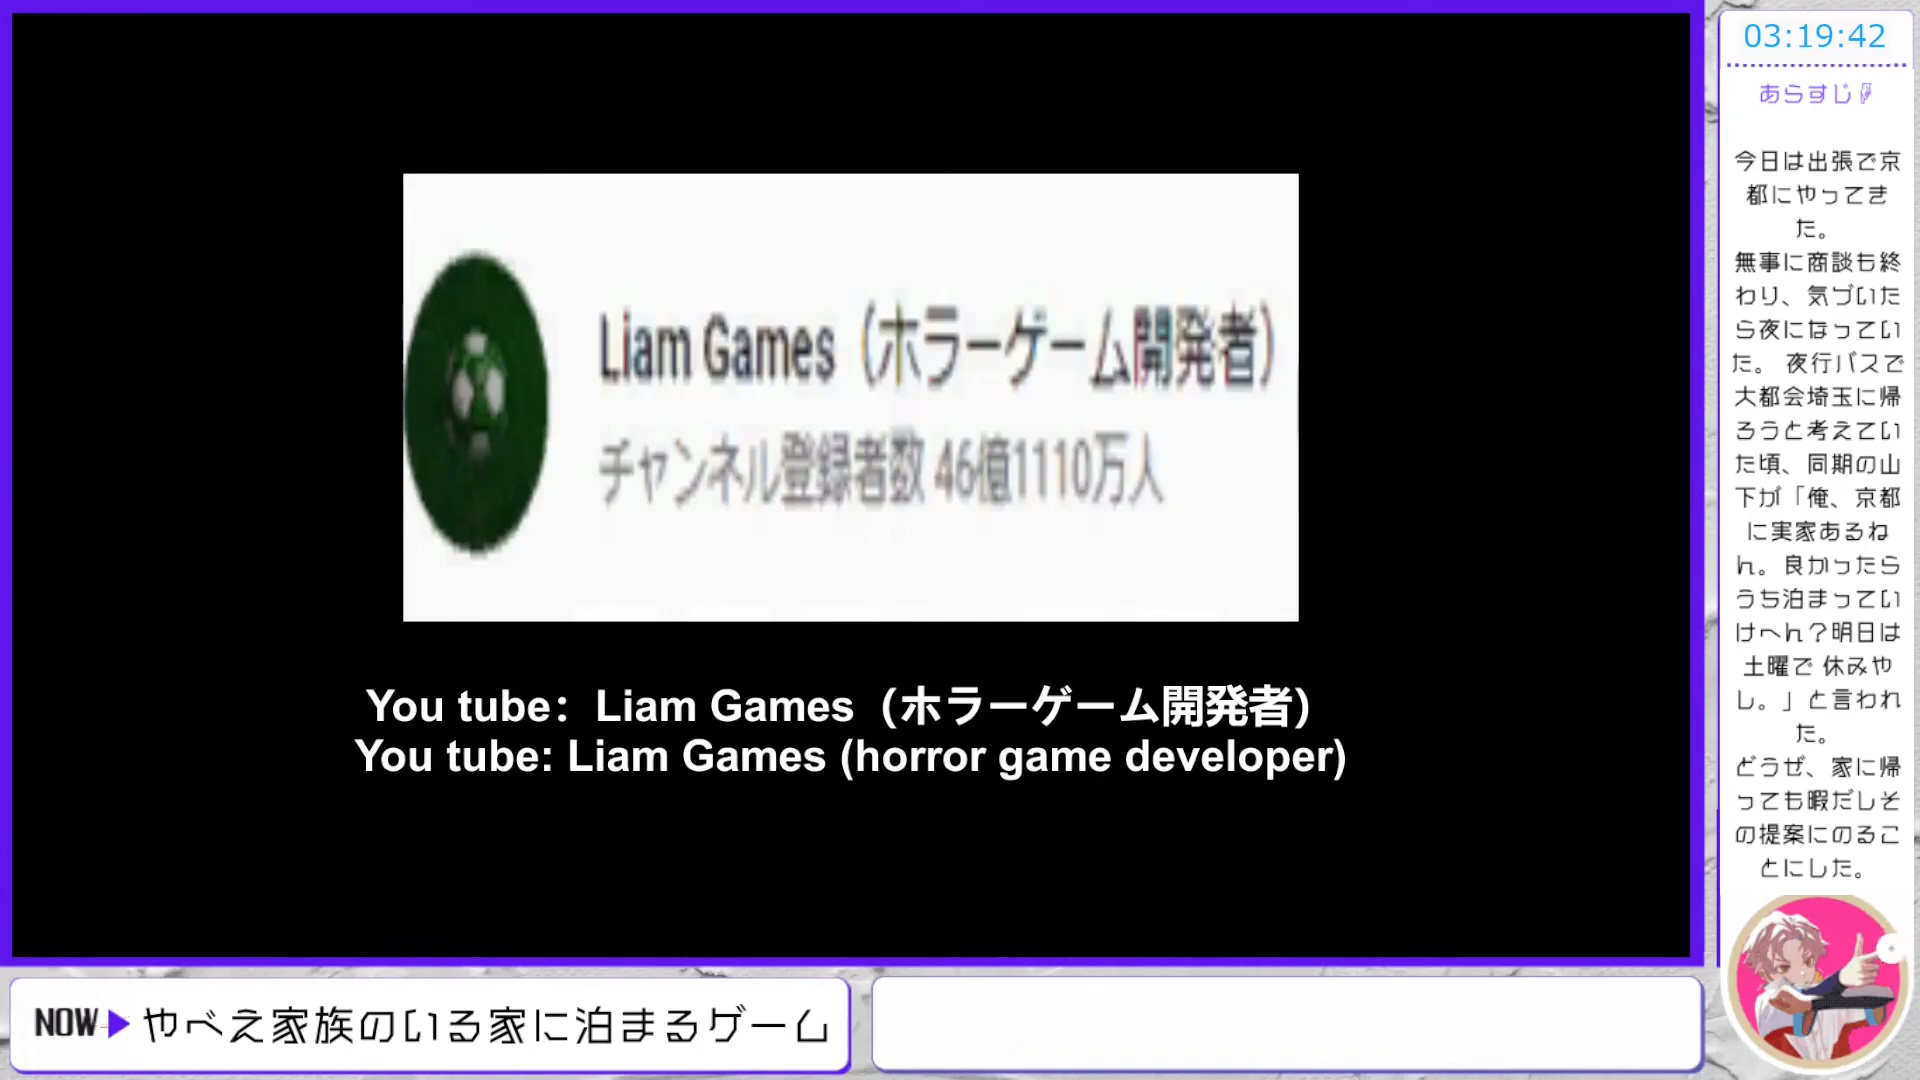 Liam Games（ホラーゲーム開発者）
チャンネル登録者数 46億1110万人
You tube：Liam Games（ホラーゲーム開発者）
You tube: Liam Games (horror game developer)
NOW▶やべえ家族のいる家に泊まるゲーム
03:19:42
あらすじ
今日は出張で京
都にやってき
た。
無事に商談も終
わり、気づいた
ら夜になってい
た。 夜行バスで
大都会埼玉に帰
ろうと考えてい
た頃、同期の山
下が「俺、京都
に実家あるね
ん。良かったら
うち泊まってい
けへん？明日は
土曜で 休みや
し。」と言われ
た。
どうぜ、家に帰
っても暇だしそ
の提案にのるこ
とにした。